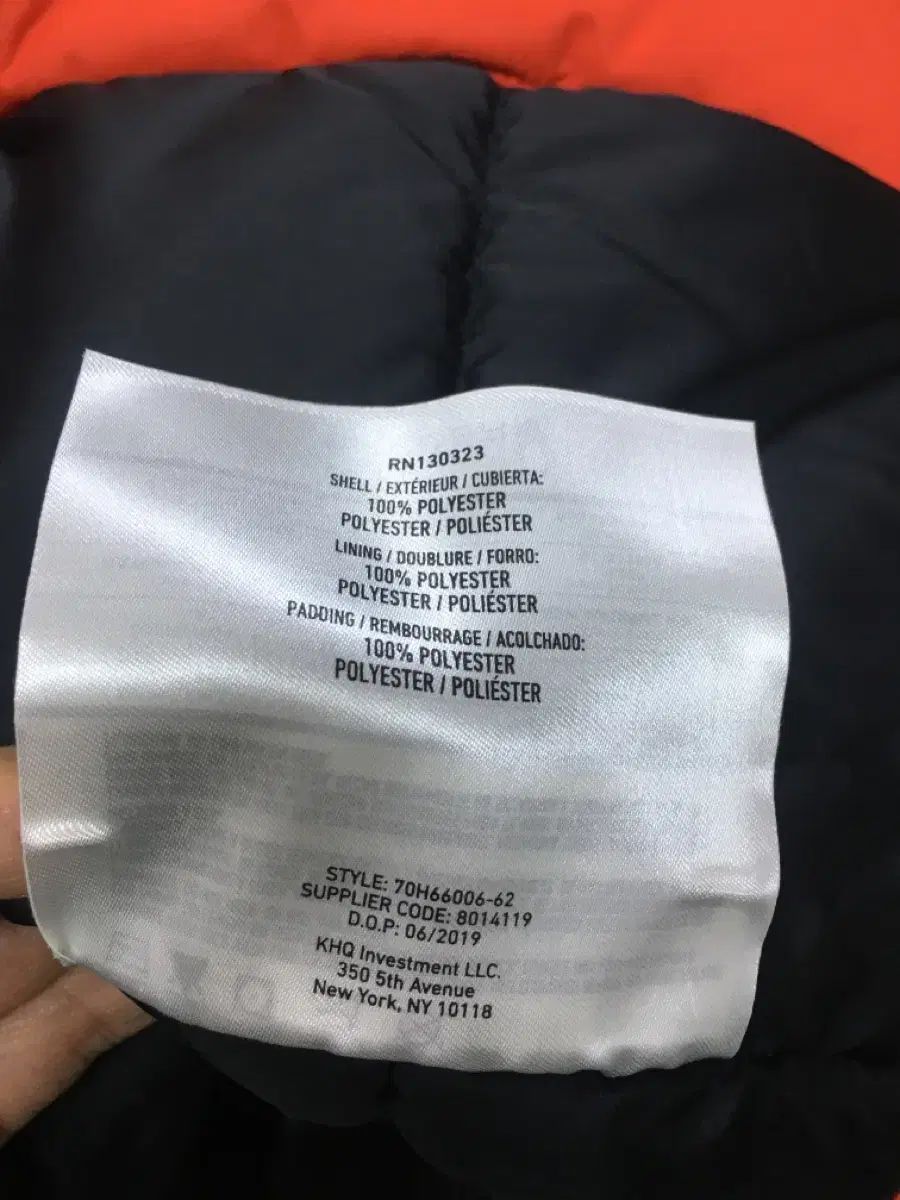 RN130323
SHELL / EXTÉRIEUR / CUBIERTA:
100% POLYESTER
POLYESTER / POLIÉSTER
LINING / DOUBLURE / FORRO:
100% POLYESTER
POLYESTER / POLIÉSTER
PADDING / REMBOURRAGE / ACOLCHADO:
100% POLYESTER
POLYESTER / POLIÉSTER
STYLE: 70H66006-62
SUPPLIER CODE: 8014119
D.O.P: 06/2019
KHQ Investment LLC.
350 5th Avenue
New York, NY 10118